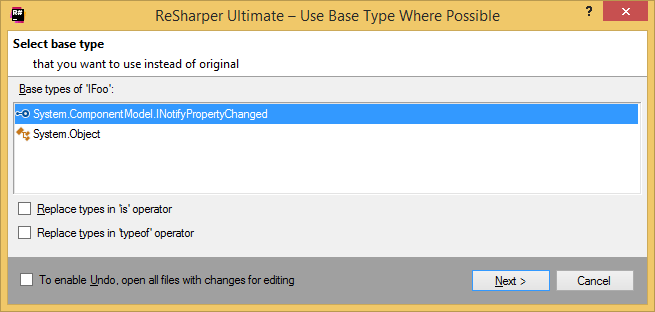 R#
ReSharper Ultimate – Use Base Type Where Possible
? ×
Select base type
that you want to use instead of original
Base types of 'IFoo':
System.ComponentModel.INotifyPropertyChanged
System.Object
Replace types in 'is' operator
Replace types in 'typeof' operator
To enable Undo, open all files with changes for editing
Next >
Cancel